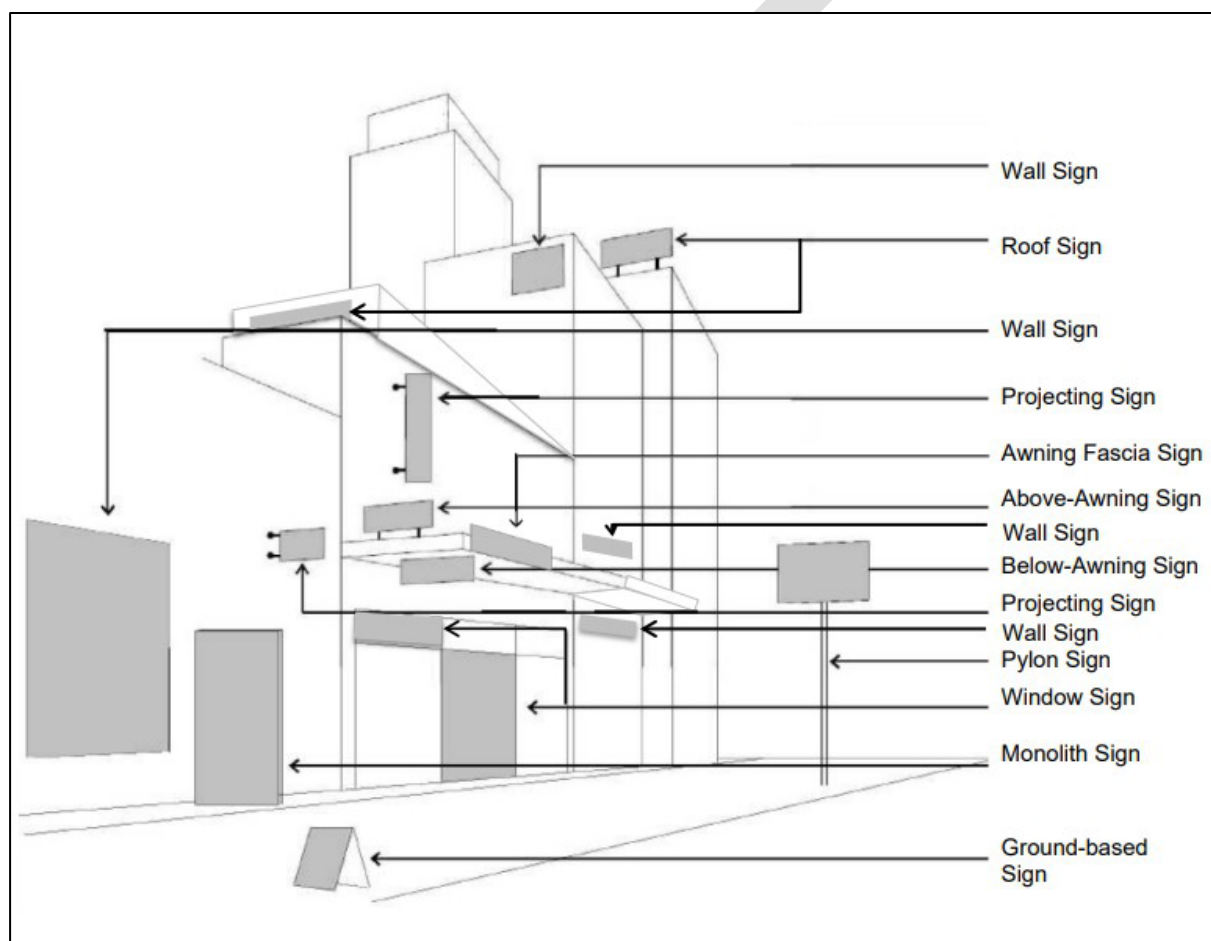 Wall Sign
Roof Sign
Wall Sign
Projecting Sign
Awning Fascia Sign
Above-Awning Sign
Wall Sign
Below-Awning Sign
Projecting Sign
Wall Sign
Pylon Sign
Window Sign
Monolith Sign
Ground-based
Sign